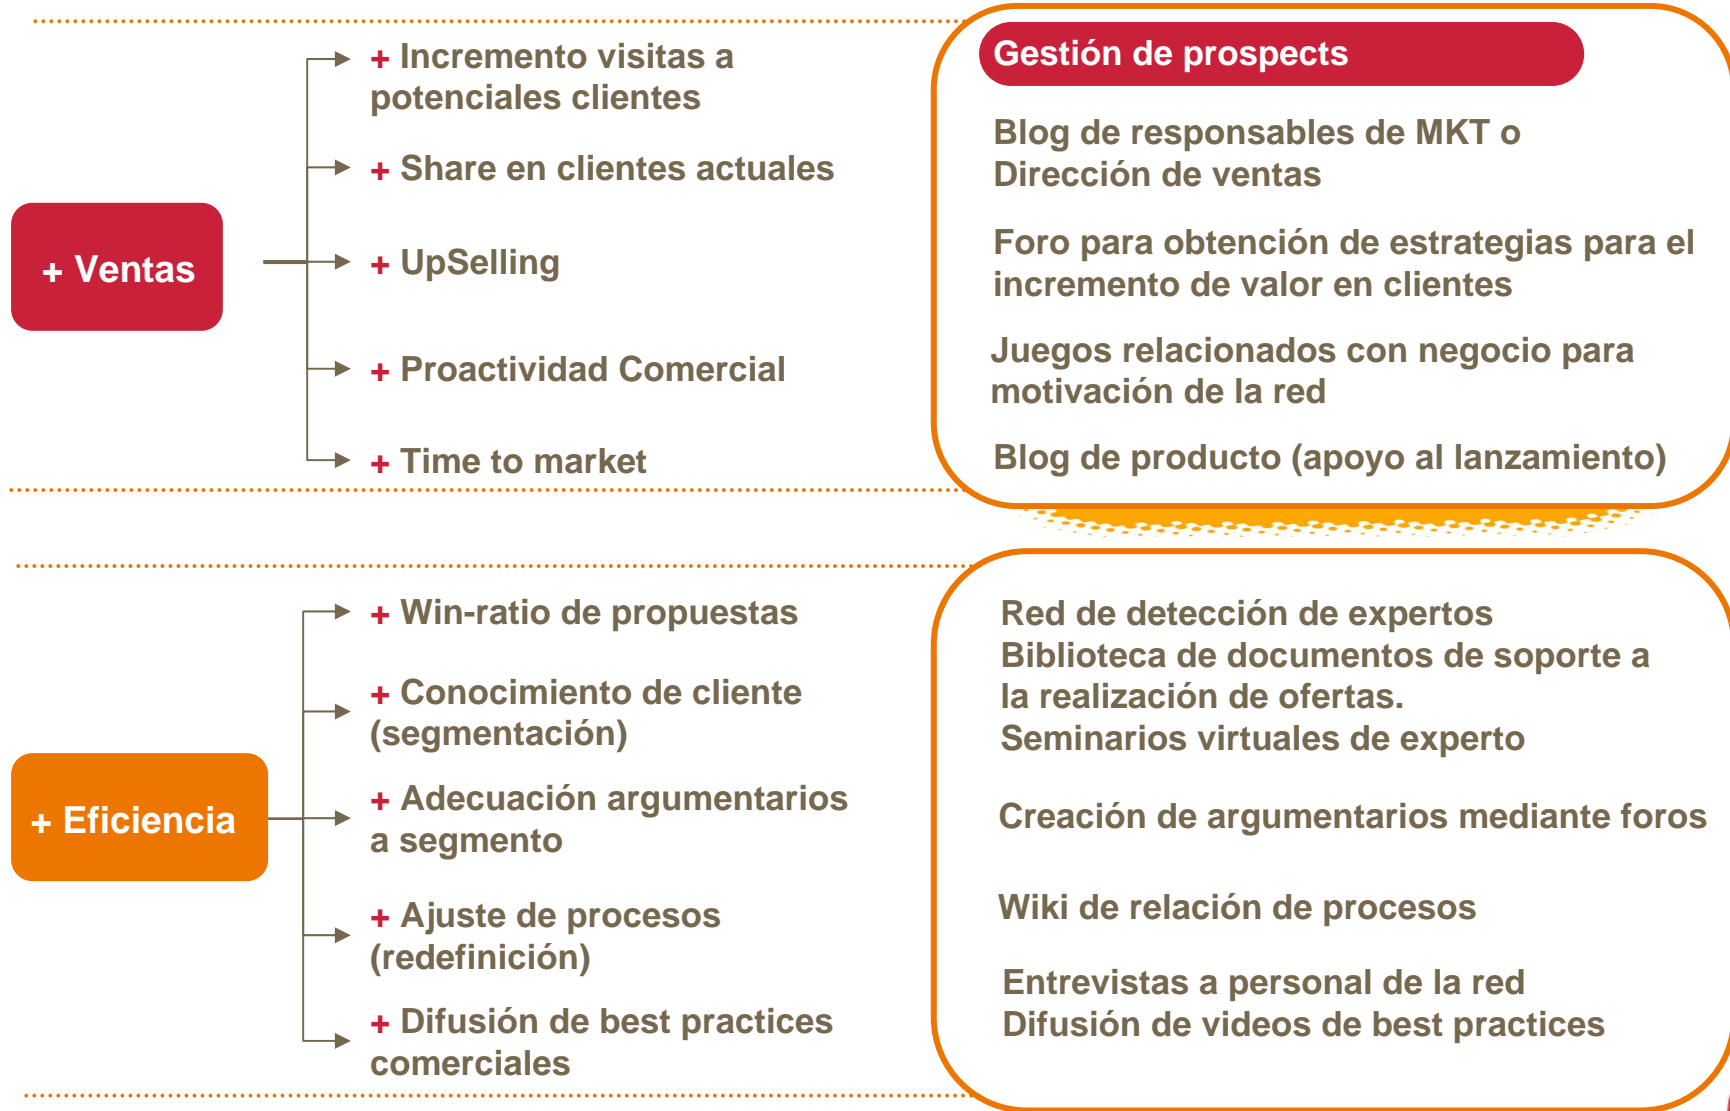 + Ventas
+ Incremento visitas a
potenciales clientes
+ Share en clientes actuales
+ UpSelling
+ Proactividad Comercial
+ Time to market
Gestión de prospects
Blog de responsables de MKT o
Dirección de ventas
Foro para obtención de estrategias para el
incremento de valor en clientes
Juegos relacionados con negocio para
motivación de la red
Blog de producto (apoyo al lanzamiento)
+ Eficiencia
+ Win-ratio de propuestas
+ Conocimiento de cliente
(segmentación)
+ Adecuación argumentarios
a segmento
+ Ajuste de procesos
(redefinición)
+ Difusión de best practices
comerciales
Red de detección de expertos
Biblioteca de documentos de soporte a
la realización de ofertas.
Seminarios virtuales de experto
Creación de argumentarios mediante foros
Wiki de relación de procesos
Entrevistas a personal de la red
Difusión de videos de best practices